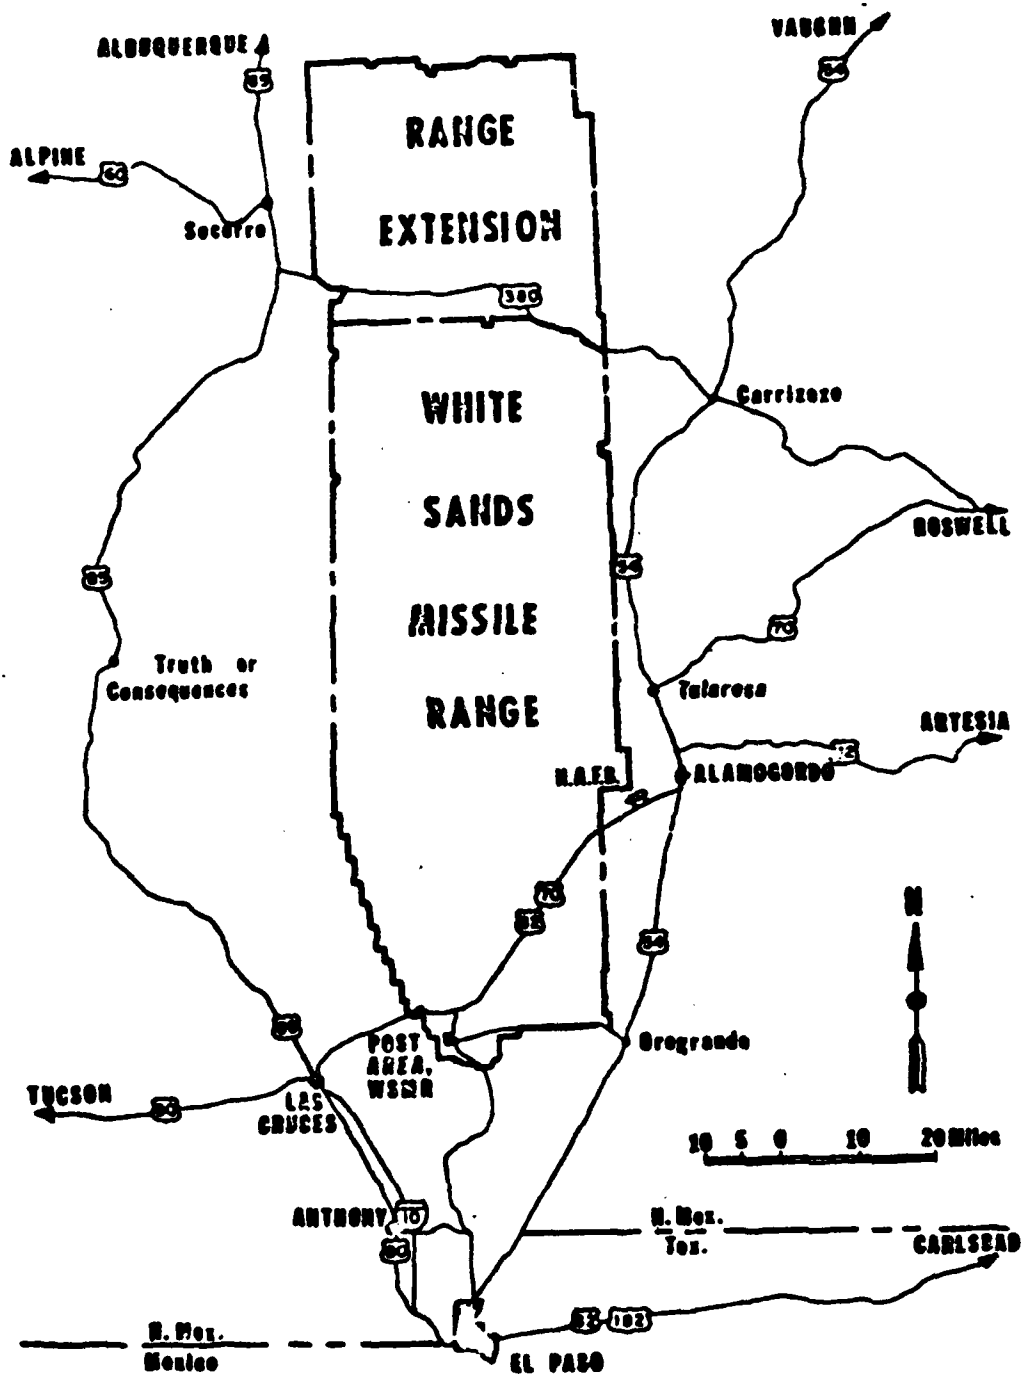 ALBUQUERQUE
VAUGHN
85
54
RANGE
ALPINE
60
EXTENSION
Socorro
380
WHITE
Carrizozo
SANDS
ROSWELL
54
85
MISSILE
70
Truth or
Consequences
Tularosa
RANGE
ARTESIA
H.A.F.B.
ALAMOGORDO
70
82
54
N
85
POST
AREA,
WSMR
Orogrande
TUCSON
80
LAS
CRUCES
10 5 0 10 20 Miles
ANTHONY
10
N. Mex.
Tex.
80
CARLSBAD
62
182
N. Mex.
Mexico
EL PASO